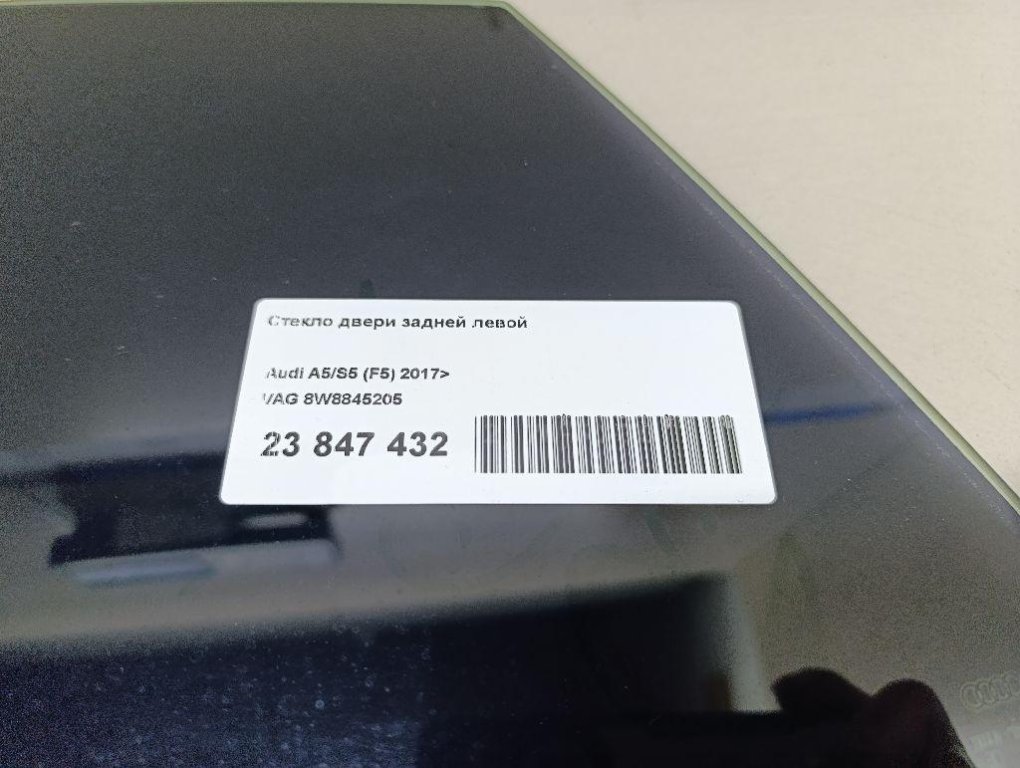 Стекло двери задней левой
Audi A5/S5 (F5) 2017>
VAG 8W8845205
23 847 432